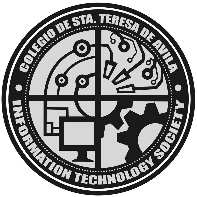 COLEGIO DE STA. TERESA DE AVILA
INFORMATION TECHNOLOGY SOCIETY